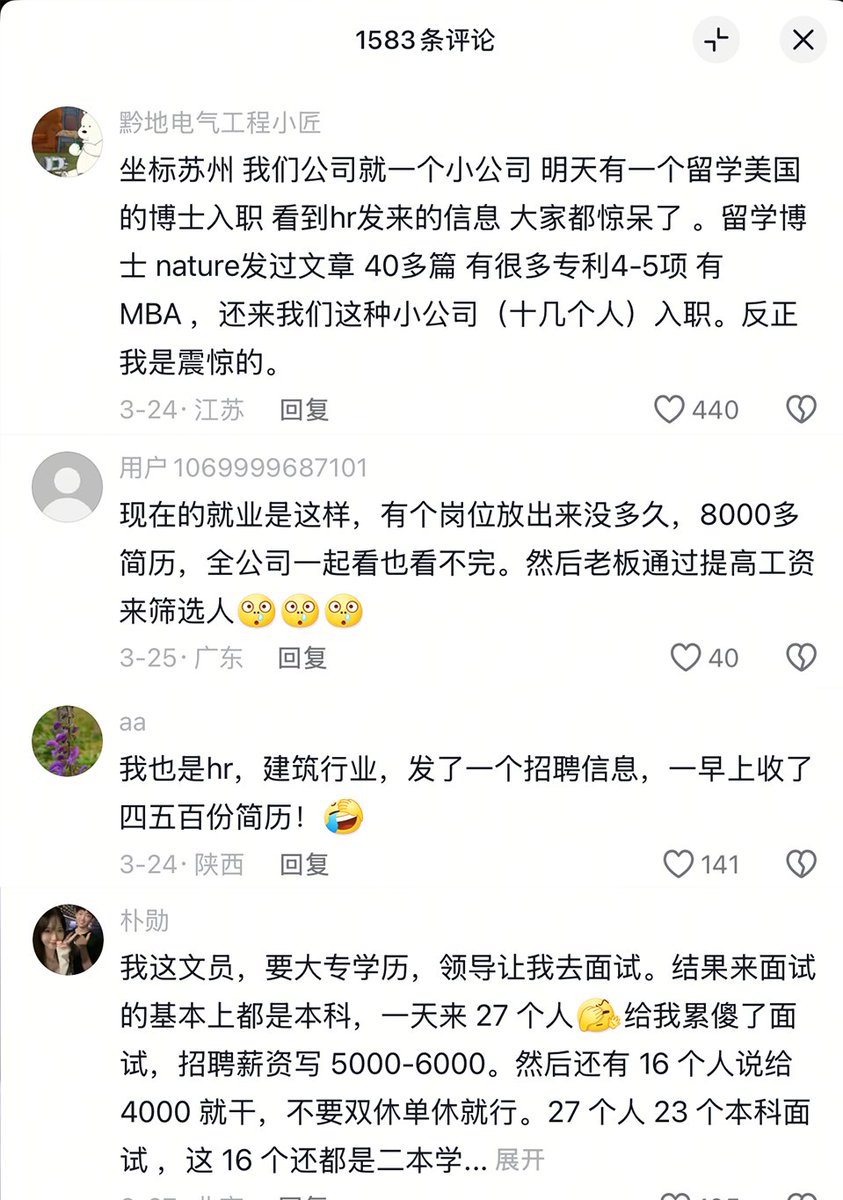 1583条评论
黔地电气工程小匠
坐标苏州 我们公司就一个小公司 明天有一个留学美国
的博士入职 看到hr发来的信息 大家都惊呆了 。留学博
士 nature发过文章 40多篇 有很多专利4-5项 有
MBA ，还来我们这种小公司（十几个人）入职。反正
我是震惊的。
3-24 · 江苏 回复 440
用户1069999687101
现在的就业是这样，有个岗位放出来没多久，8000多
简历，全公司一起看也看不完。然后老板通过提高工资
来筛选人
3-25 · 广东 回复 40
aa
我也是hr，建筑行业，发了一个招聘信息，一早上收了
四五百份简历！
3-24 · 陕西 回复 141
朴勋
我这文员，要大专学历，领导让我去面试。结果来面试
的基本上都是本科，一天来 27 个人给我累傻了面
试，招聘薪资写 5000-6000。然后还有 16 个人说给
4000 就干，不要双休单休就行。27 个人 23 个本科面
试 ，这 16 个还都是二本学... 展开